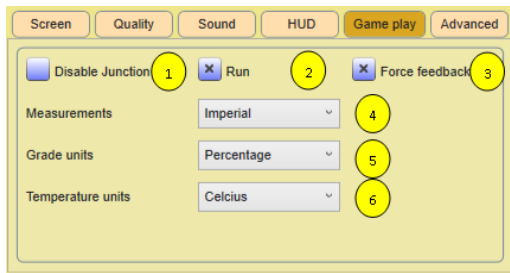 Screen Quality Sound HUD Game play Advanced
Disable Junction 1 Run 2 Force feedback 3
Measurements Imperial 4
Grade units Percentage 5
Temperature units Celcius 6